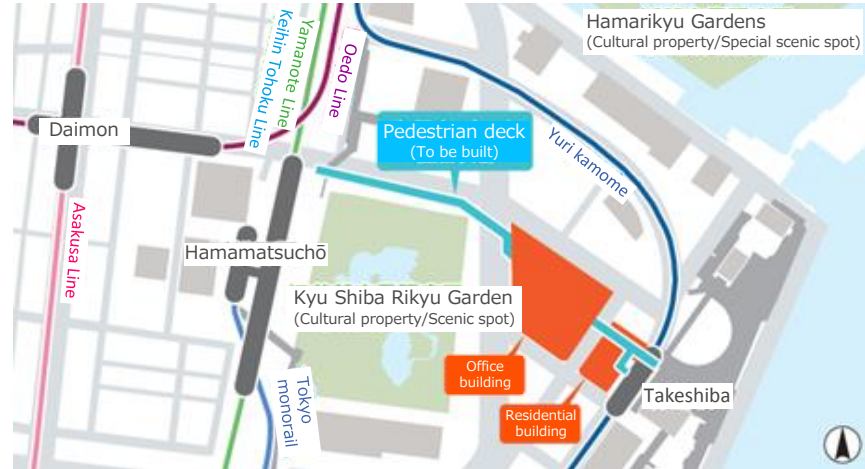 Hamarikyu Gardens
(Cultural property/Special scenic spot)
Keihin Tohoku Line
Yamanote Line
Oedo Line
Daimon
Pedestrian deck
(To be built)
Yuri kamome
Asakusa Line
Hamamatsuchō
Kyu Shiba Rikyu Garden
(Cultural property/Scenic spot)
Office
building
Tokyo
monorail
Residential
building
Takeshiba